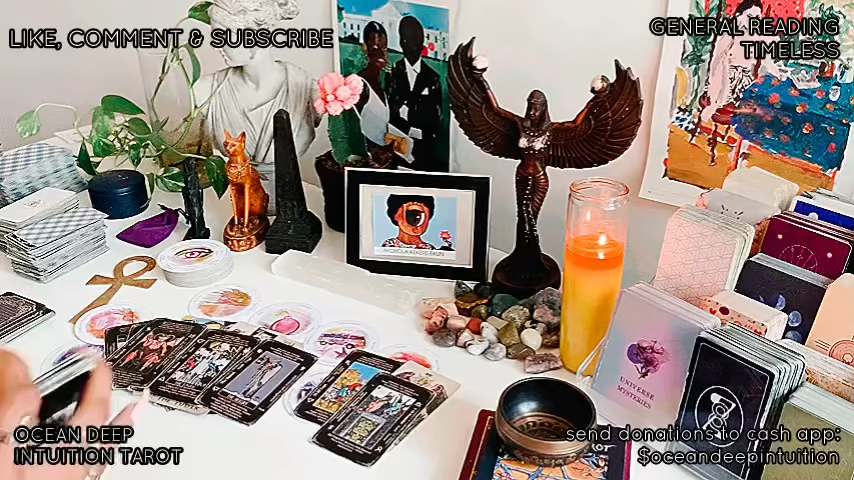 LIKE, COMMENT & SUBSCRIBE
GENERAL READING
TIMELESS
UNIVERSE
MYSTERIES
OCEAN DEEP
INTUITION TAROT
send donations to cash app:
$oceandeepintuition